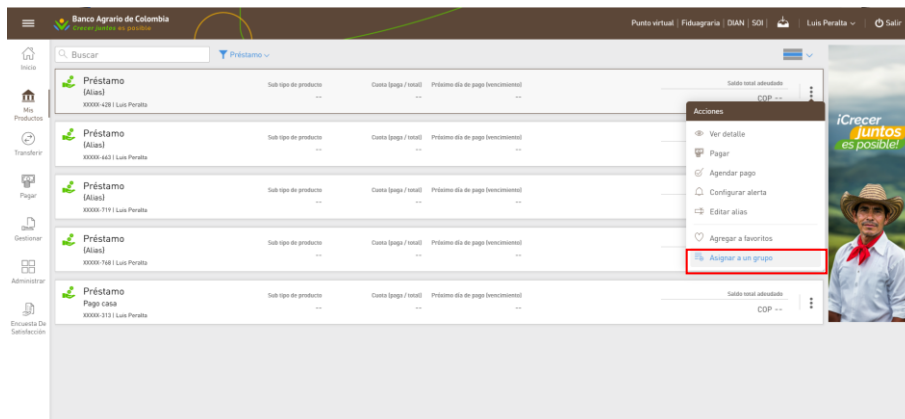 Banco Agrario de Colombia
Crecer juntos es posible
Punto virtual | Fiduagraria | DIAN | SOI | Luis Peralta Salir
Inicio
Mis Productos
Transferir
Pagar
Gestionar
Administrar
Encuesta De Satisfacción
Buscar
Préstamo
Préstamo
(Alias)
XXXXX-428 | Luis Peralta
Sub tipo de producto
--
Cuota (paga / total)
--
Próximo día de pago (vencimiento)
--
Saldo total adeudado
COP --
Préstamo
(Alias)
XXXXX-663 | Luis Peralta
Sub tipo de producto
--
Cuota (paga / total)
--
Próximo día de pago (vencimiento)
--
Préstamo
(Alias)
XXXXX-719 | Luis Peralta
Sub tipo de producto
--
Cuota (paga / total)
--
Próximo día de pago (vencimiento)
--
Préstamo
(Alias)
XXXXX-768 | Luis Peralta
Sub tipo de producto
--
Cuota (paga / total)
--
Próximo día de pago (vencimiento)
--
Préstamo
Pago casa
XXXXX-313 | Luis Peralta
Sub tipo de producto
--
Cuota (paga / total)
--
Próximo día de pago (vencimiento)
--
Saldo total adeudado
COP --
Acciones
Ver detalle
Pagar
Agendar pago
Configurar alerta
Editar alias
Agregar a favoritos
Asignar a un grupo
¡Crecer
juntos
es posible!